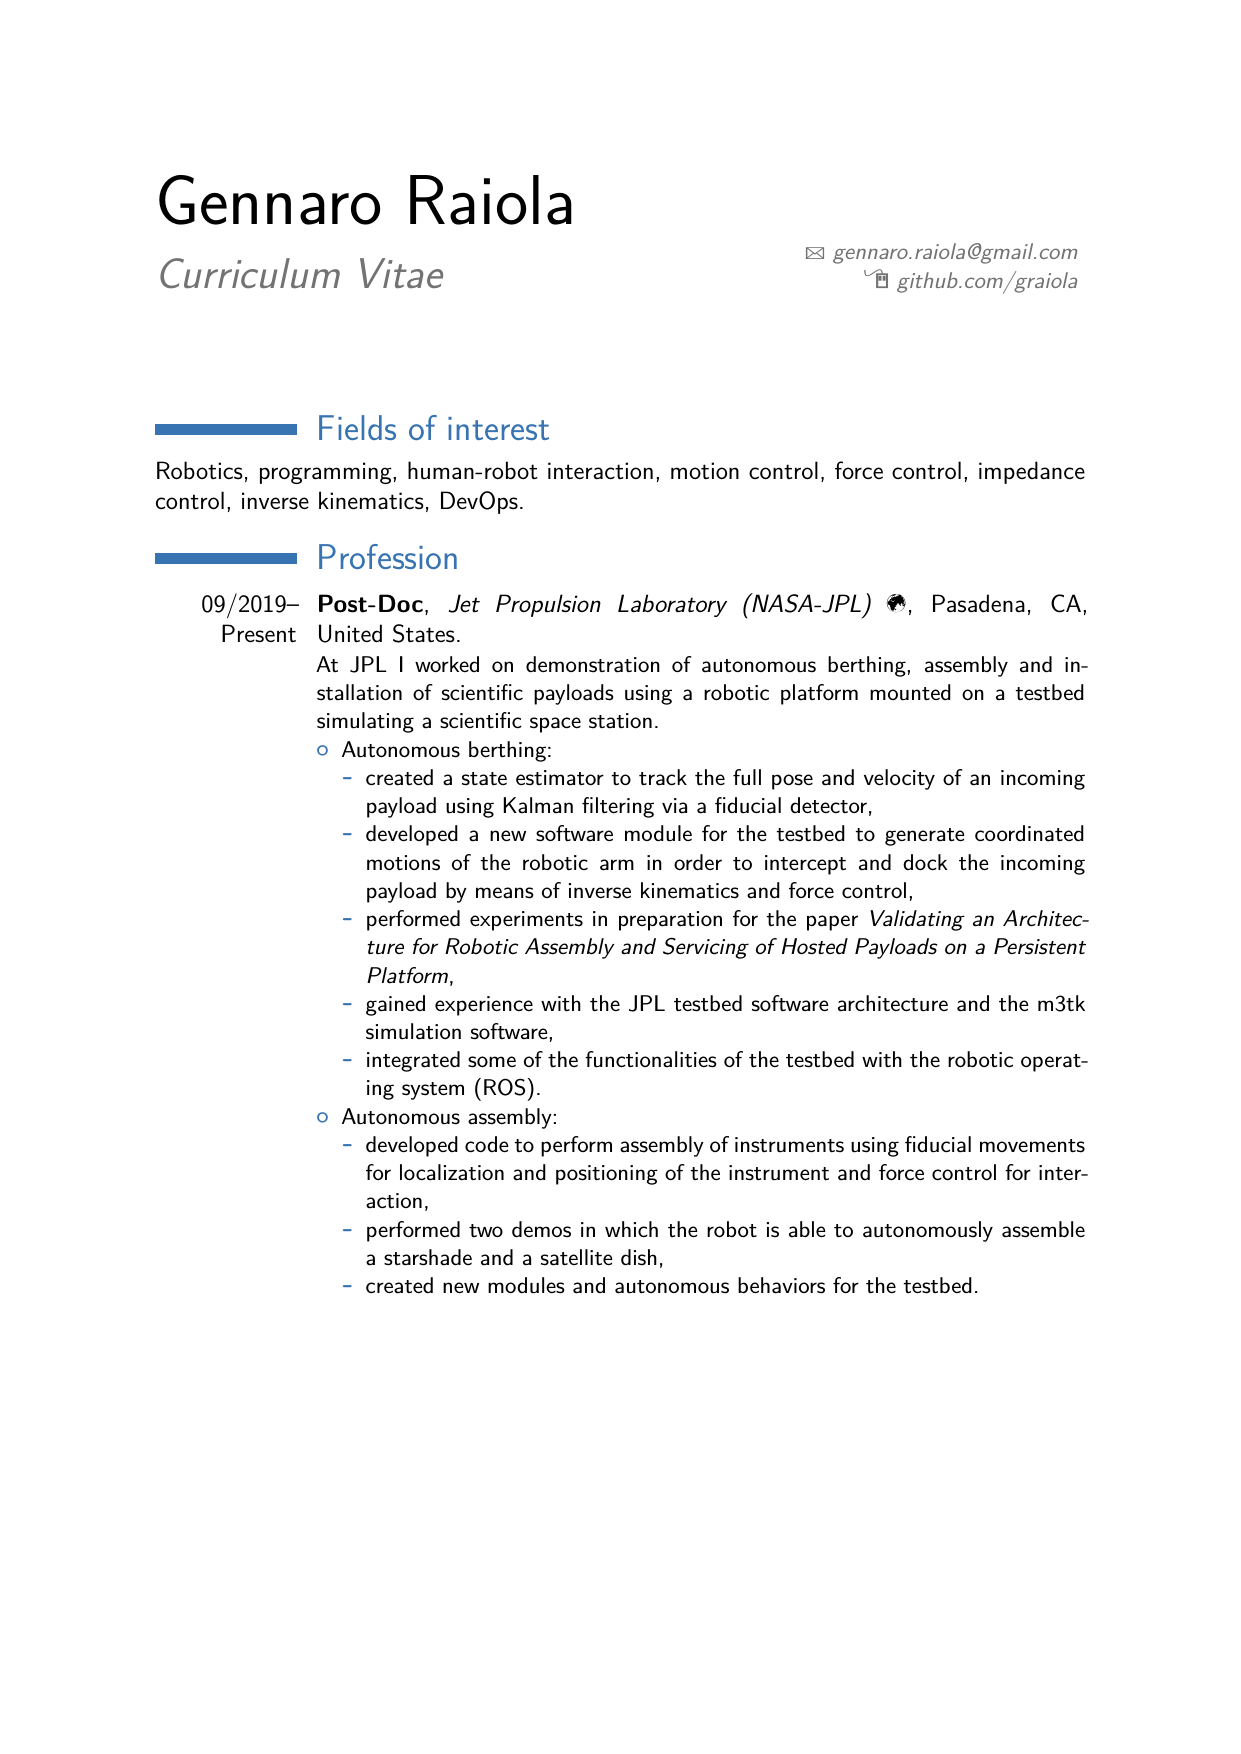 Gennaro Raiola
Curriculum Vitae
gennaro.raiola@gmail.com
github.com/graiola
Fields of interest
Robotics, programming, human-robot interaction, motion control, force control, impedance
control, inverse kinematics, DevOps.
Profession
09/2019–
Present
Post-Doc, Jet Propulsion Laboratory (NASA-JPL) , Pasadena, CA,
United States.
At JPL I worked on demonstration of autonomous berthing, assembly and in-
stallation of scientific payloads using a robotic platform mounted on a testbed
simulating a scientific space station.
○ Autonomous berthing:
– created a state estimator to track the full pose and velocity of an incoming
payload using Kalman filtering via a fiducial detector,
– developed a new software module for the testbed to generate coordinated
motions of the robotic arm in order to intercept and dock the incoming
payload by means of inverse kinematics and force control,
– performed experiments in preparation for the paper Validating an Architec-
ture for Robotic Assembly and Servicing of Hosted Payloads on a Persistent
Platform,
– gained experience with the JPL testbed software architecture and the m3tk
simulation software,
– integrated some of the functionalities of the testbed with the robotic operat-
ing system (ROS).
○ Autonomous assembly:
– developed code to perform assembly of instruments using fiducial movements
for localization and positioning of the instrument and force control for inter-
action,
– performed two demos in which the robot is able to autonomously assemble
a starshade and a satellite dish,
– created new modules and autonomous behaviors for the testbed.